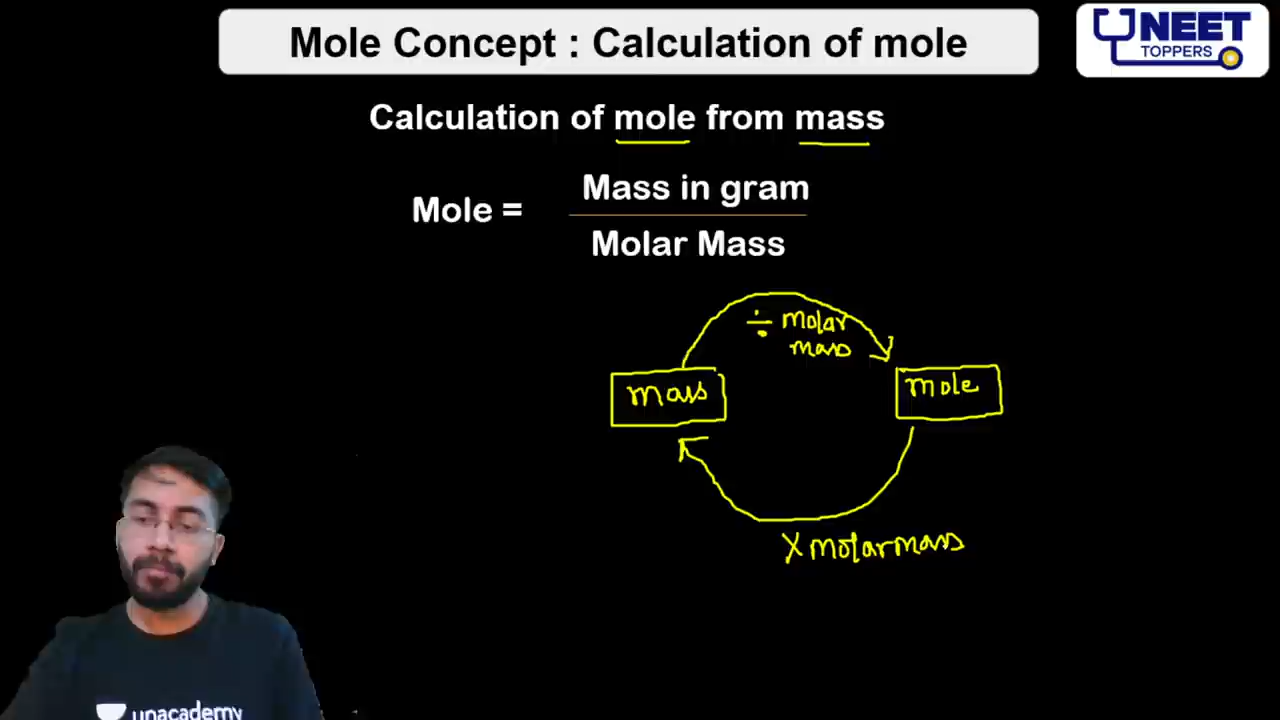 Mole Concept : Calculation of mole
NEET
TOPPERS
Calculation of mole from mass
Mole = Mass in gram
Molar Mass
÷ molar
mass
mass
mole
x molarmass
unacademy